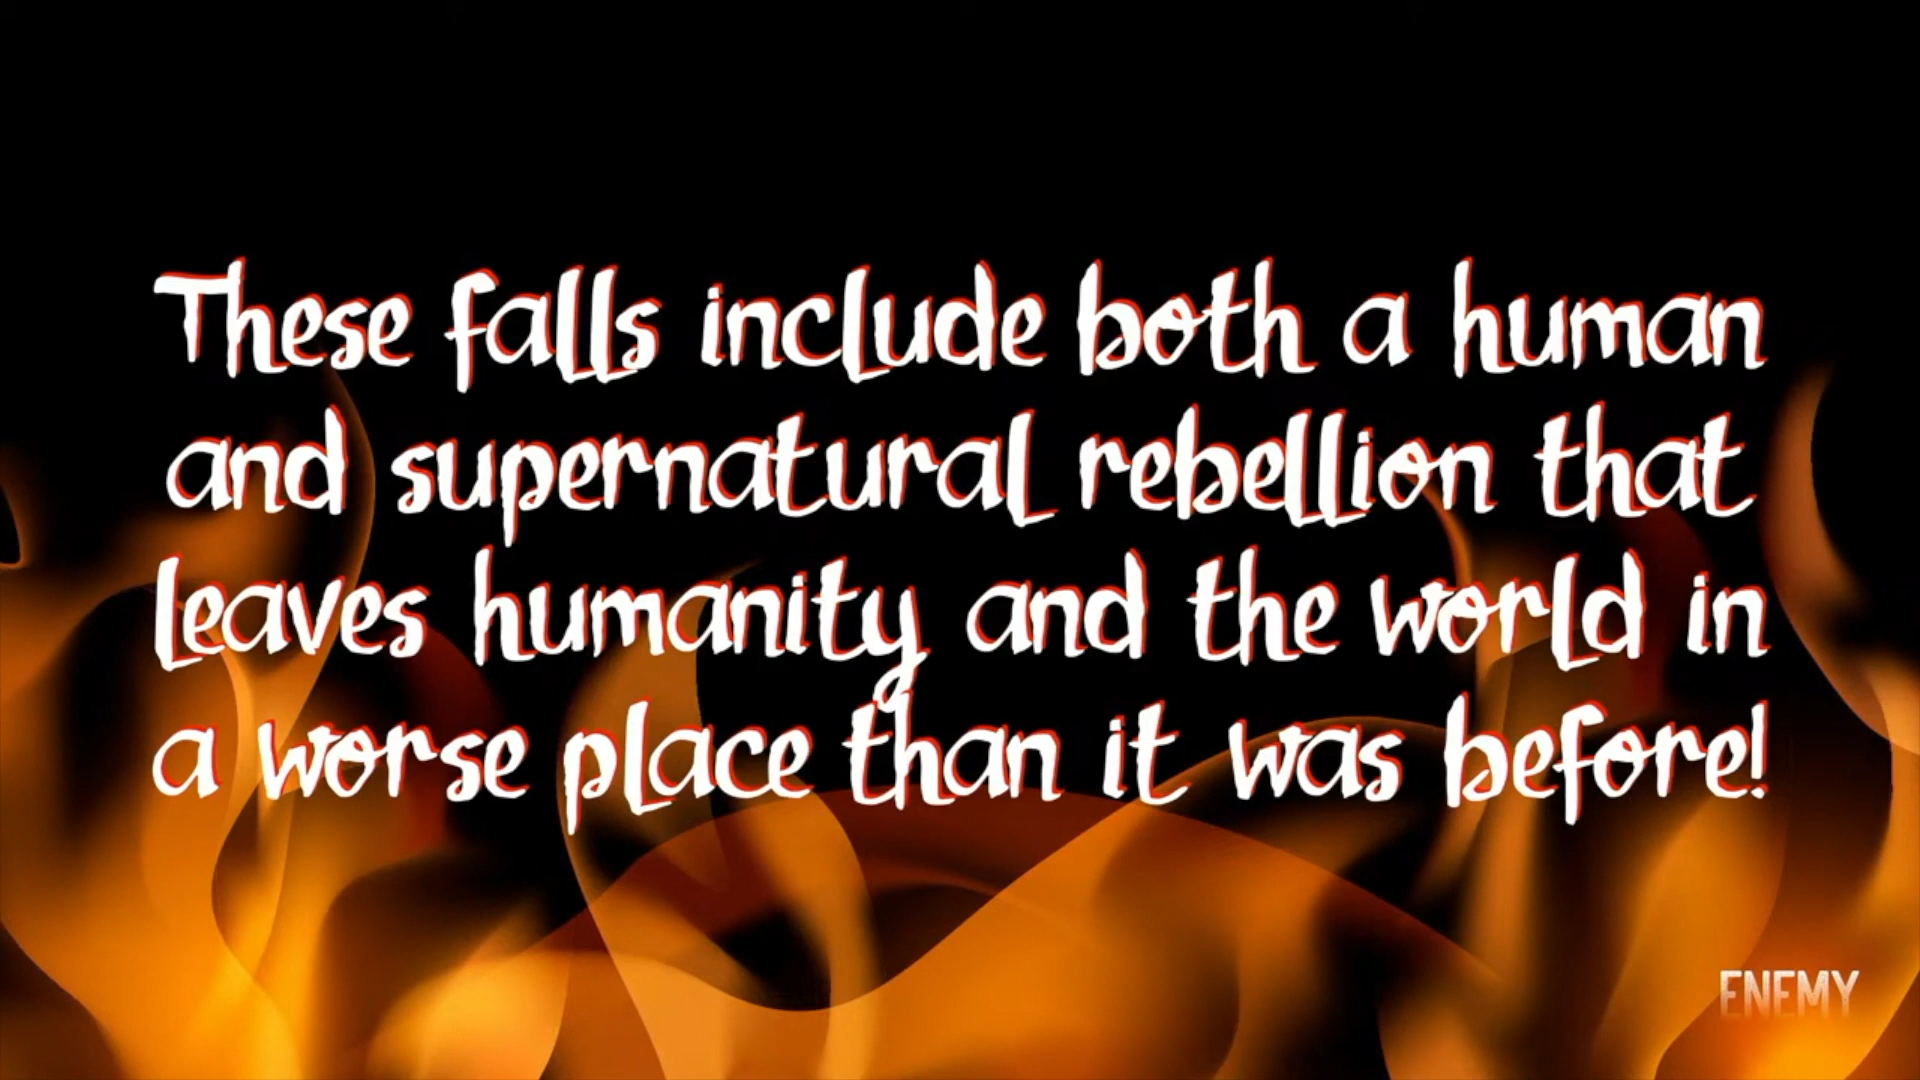 These falls include both a human
and supernatural rebellion that
leaves humanity and the world in
a worse place than it was before!
ENEMY